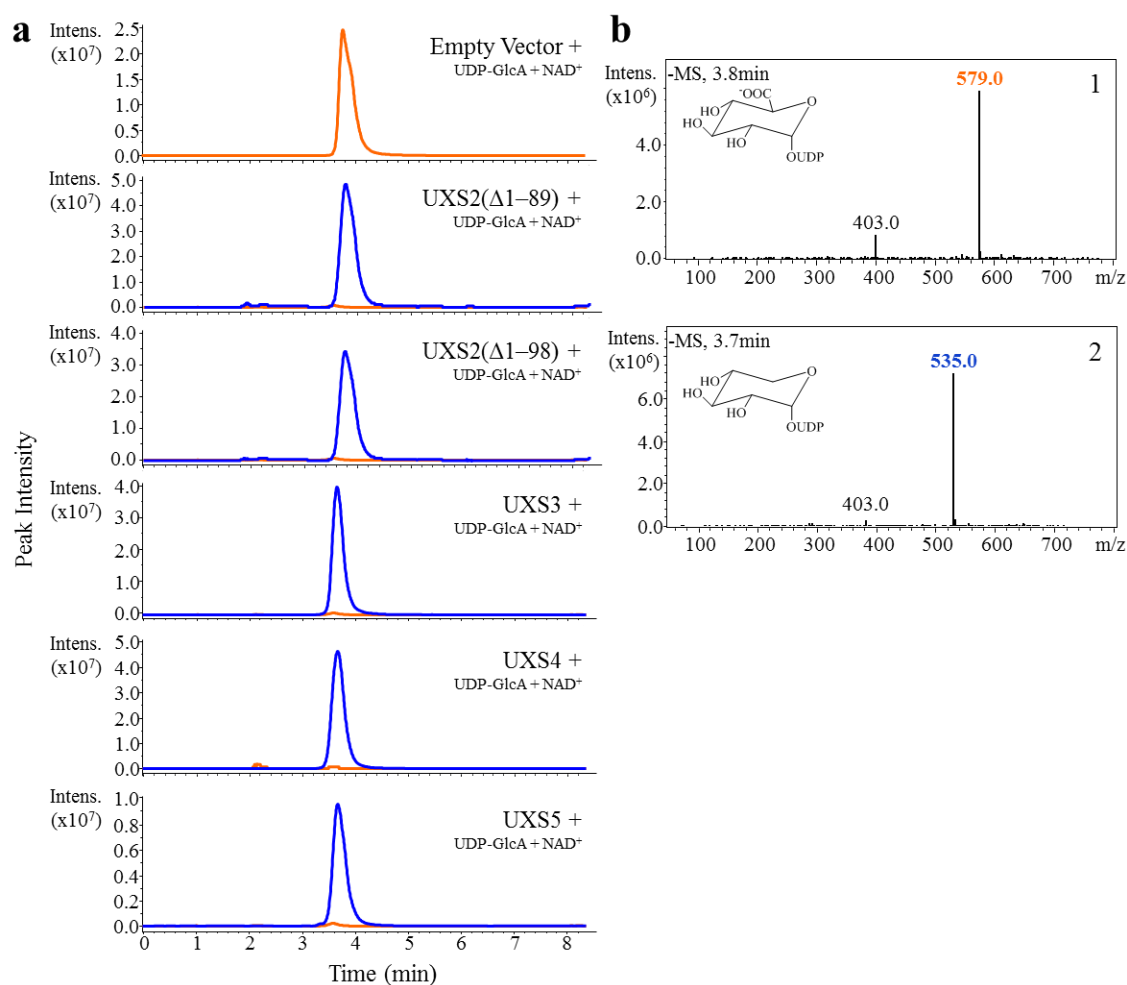 a
Intens.
(x10⁷)
2.5
2.0
1.5
1.0
0.5
0.0
Empty Vector +
UDP-GlcA + NAD⁺
Intens.
(x10⁷)
5.0
4.0
3.0
2.0
1.0
0.0
UXS2(Δ1–89) +
UDP-GlcA + NAD⁺
Intens.
(x10⁷)
4.0
3.0
2.0
1.0
0.0
UXS2(Δ1–98) +
UDP-GlcA + NAD⁺
Intens.
(x10⁷)
4.0
3.0
2.0
1.0
0.0
UXS3 +
UDP-GlcA + NAD⁺
Intens.
(x10⁷)
5.0
4.0
3.0
2.0
1.0
0.0
UXS4 +
UDP-GlcA + NAD⁺
Intens.
(x10⁷)
1.0
0.8
0.6
0.4
0.2
0.0
UXS5 +
UDP-GlcA + NAD⁺
0 1 2 3 4 5 6 7 8
Time (min)
Peak Intensity
b
Intens.
(x10⁶)
4.0
2.0
0.0
-MS, 3.8min
579.0
1
⁻OOC
O
HO
HO
HO
OUDP
403.0
100 200 300 400 500 600 700 m/z
Intens.
(x10⁶)
6.0
4.0
2.0
0.0
-MS, 3.7min
535.0
2
O
HO
HO
HO
OUDP
403.0
100 200 300 400 500 600 700 m/z